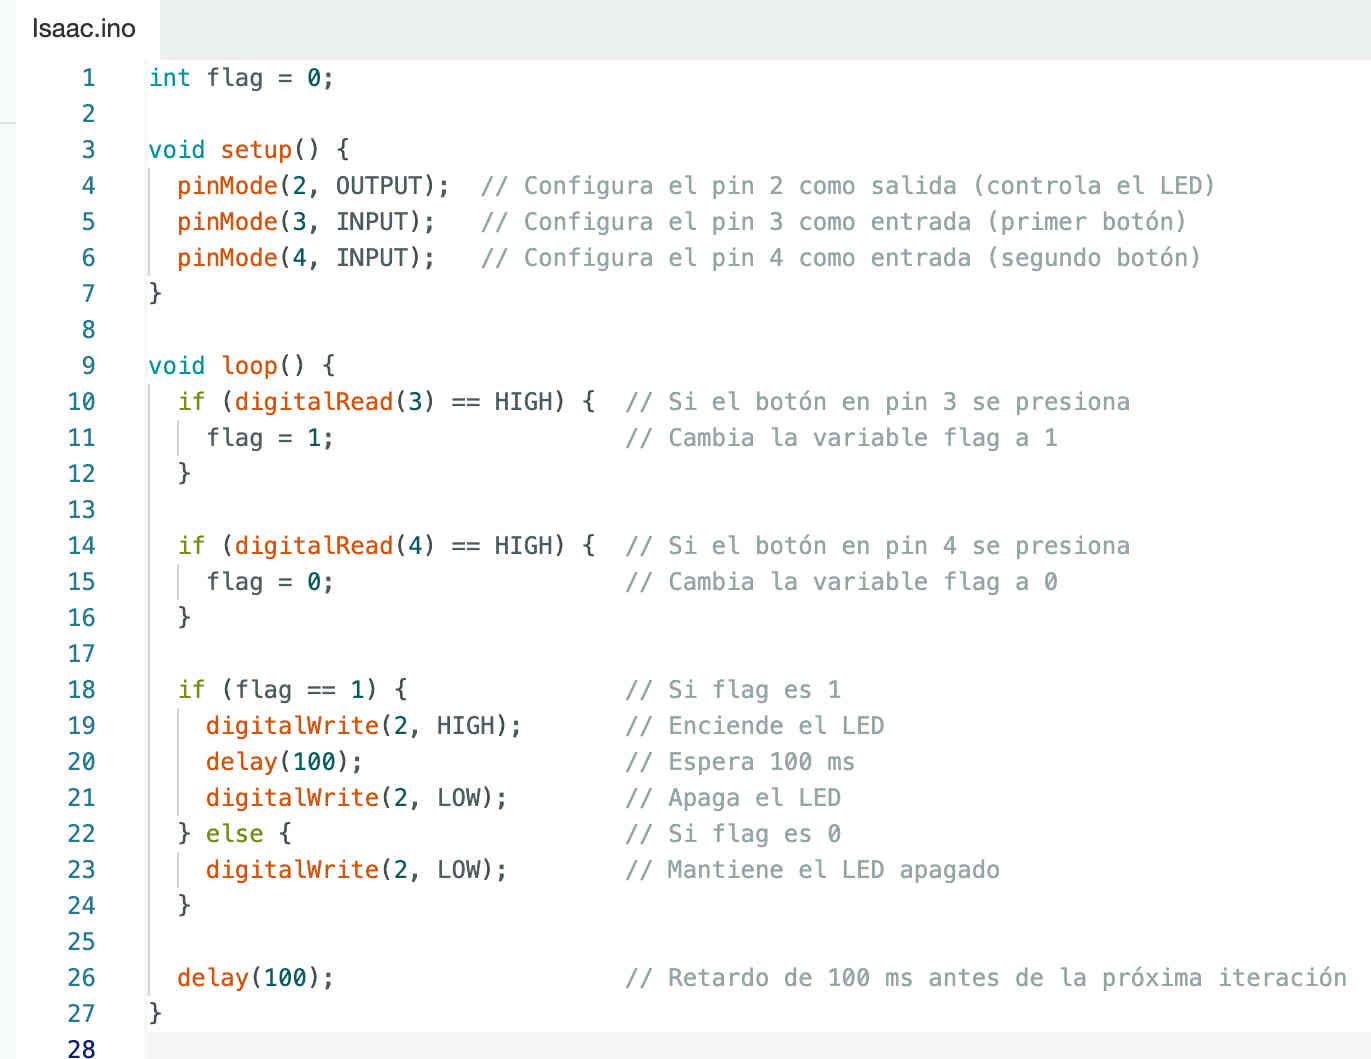 Isaac.ino
1 int flag = 0;
2
3 void setup() {
4 pinMode(2, OUTPUT); // Configura el pin 2 como salida (controla el LED)
5 pinMode(3, INPUT); // Configura el pin 3 como entrada (primer botón)
6 pinMode(4, INPUT); // Configura el pin 4 como entrada (segundo botón)
7 }
8
9 void loop() {
10 if (digitalRead(3) == HIGH) { // Si el botón en pin 3 se presiona
11 flag = 1; // Cambia la variable flag a 1
12 }
13
14 if (digitalRead(4) == HIGH) { // Si el botón en pin 4 se presiona
15 flag = 0; // Cambia la variable flag a 0
16 }
17
18 if (flag == 1) { // Si flag es 1
19 digitalWrite(2, HIGH); // Enciende el LED
20 delay(100); // Espera 100 ms
21 digitalWrite(2, LOW); // Apaga el LED
22 } else { // Si flag es 0
23 digitalWrite(2, LOW); // Mantiene el LED apagado
24 }
25
26 delay(100); // Retardo de 100 ms antes de la próxima iteración
27 }
28